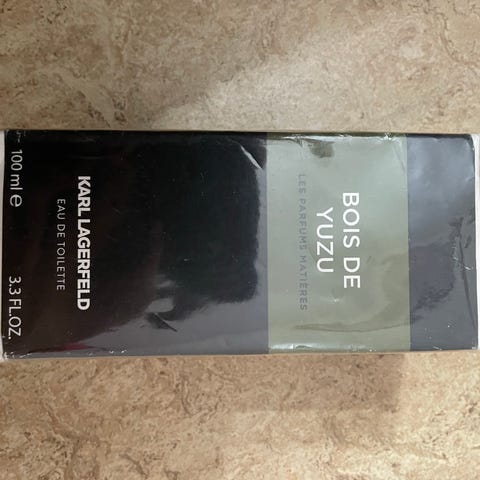 BOIS DE
YUZU
LES PARFUMS MATIÈRES
KARL LAGERFELD
EAU DE TOILETTE
100 ml e
3.3 FL.OZ.